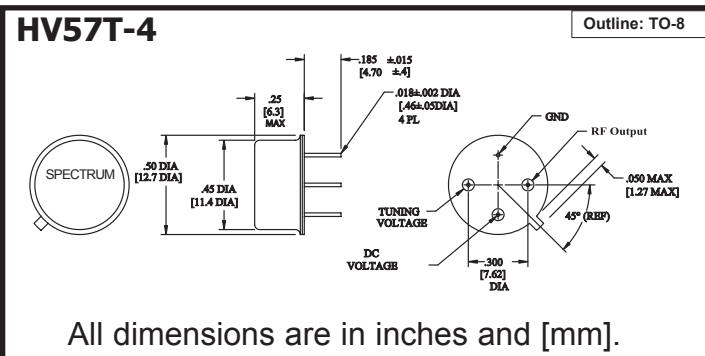 HV57T-4
Outline: TO-8
.185 ±.015
[4.70 ±.4]
.018±.002 DIA
[.46±.05DIA]
4 PL
.25
[6.3]
MAX
GND
RF Output
SPECTRUM
.50 DIA
[12.7 DIA]
.45 DIA
[11.4 DIA]
.050 MAX
[1.27 MAX]
TUNING
VOLTAGE
45° (REF)
DC
VOLTAGE
.300
[7.62]
DIA
All dimensions are in inches and [mm].